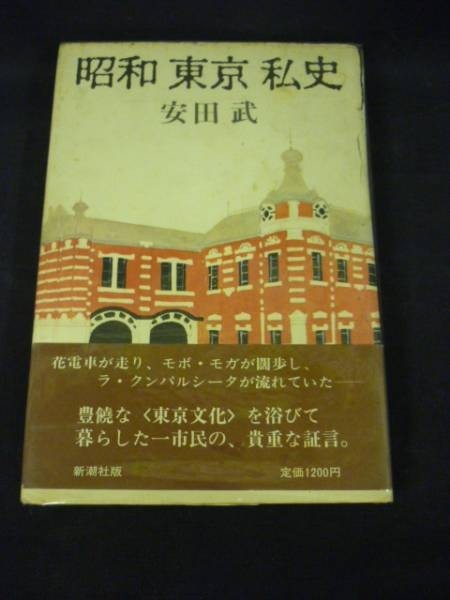 昭和 東京 私史
安田 武
花電車が走り、モボ・モガが闊歩し、
ラ・クンパルシータが流れていた――
豊饒な〈東京文化〉を浴びて
暮らした一市民の、貴重な証言。
新潮社版
定価1200円